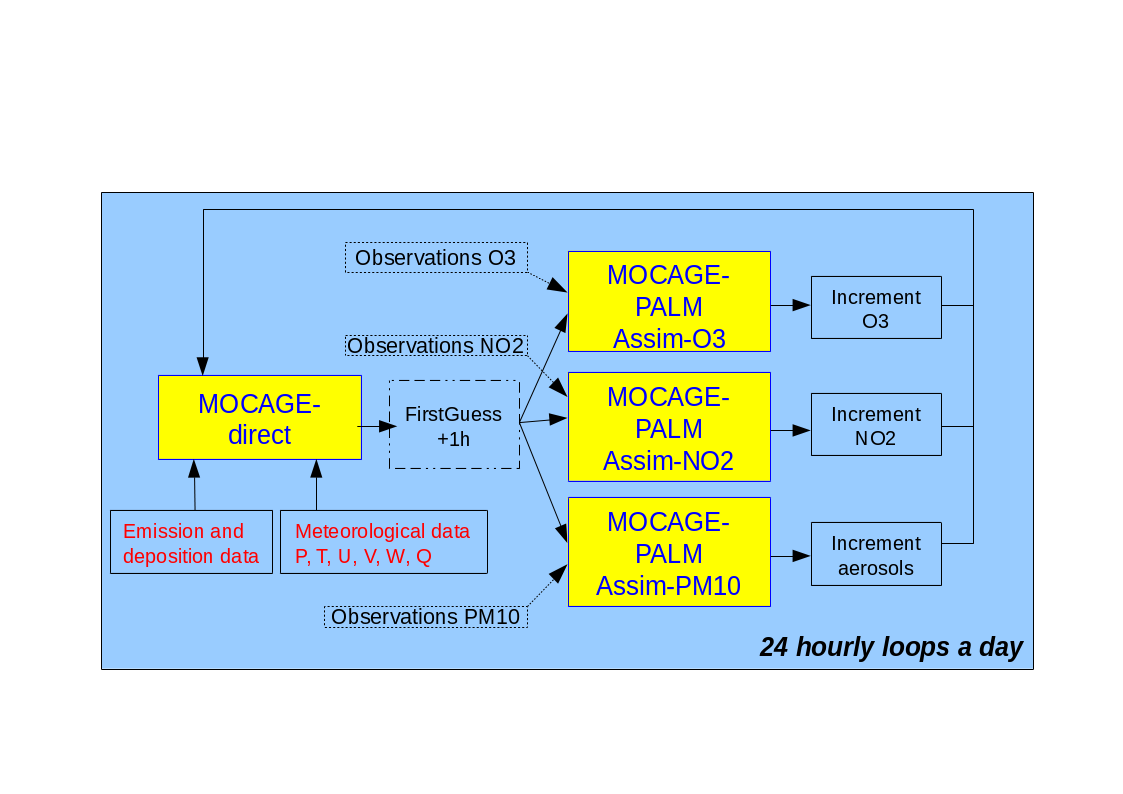 Observations O3
MOCAGE-
PALM
Assim-O3
Increment
O3
Observations NO2
MOCAGE-
direct
FirstGuess
+1h
MOCAGE-
PALM
Assim-NO2
Increment
NO2
Emission and
deposition data
Meteorological data
P, T, U, V, W, Q
MOCAGE-
PALM
Assim-PM10
Increment
aerosols
Observations PM10
24 hourly loops a day